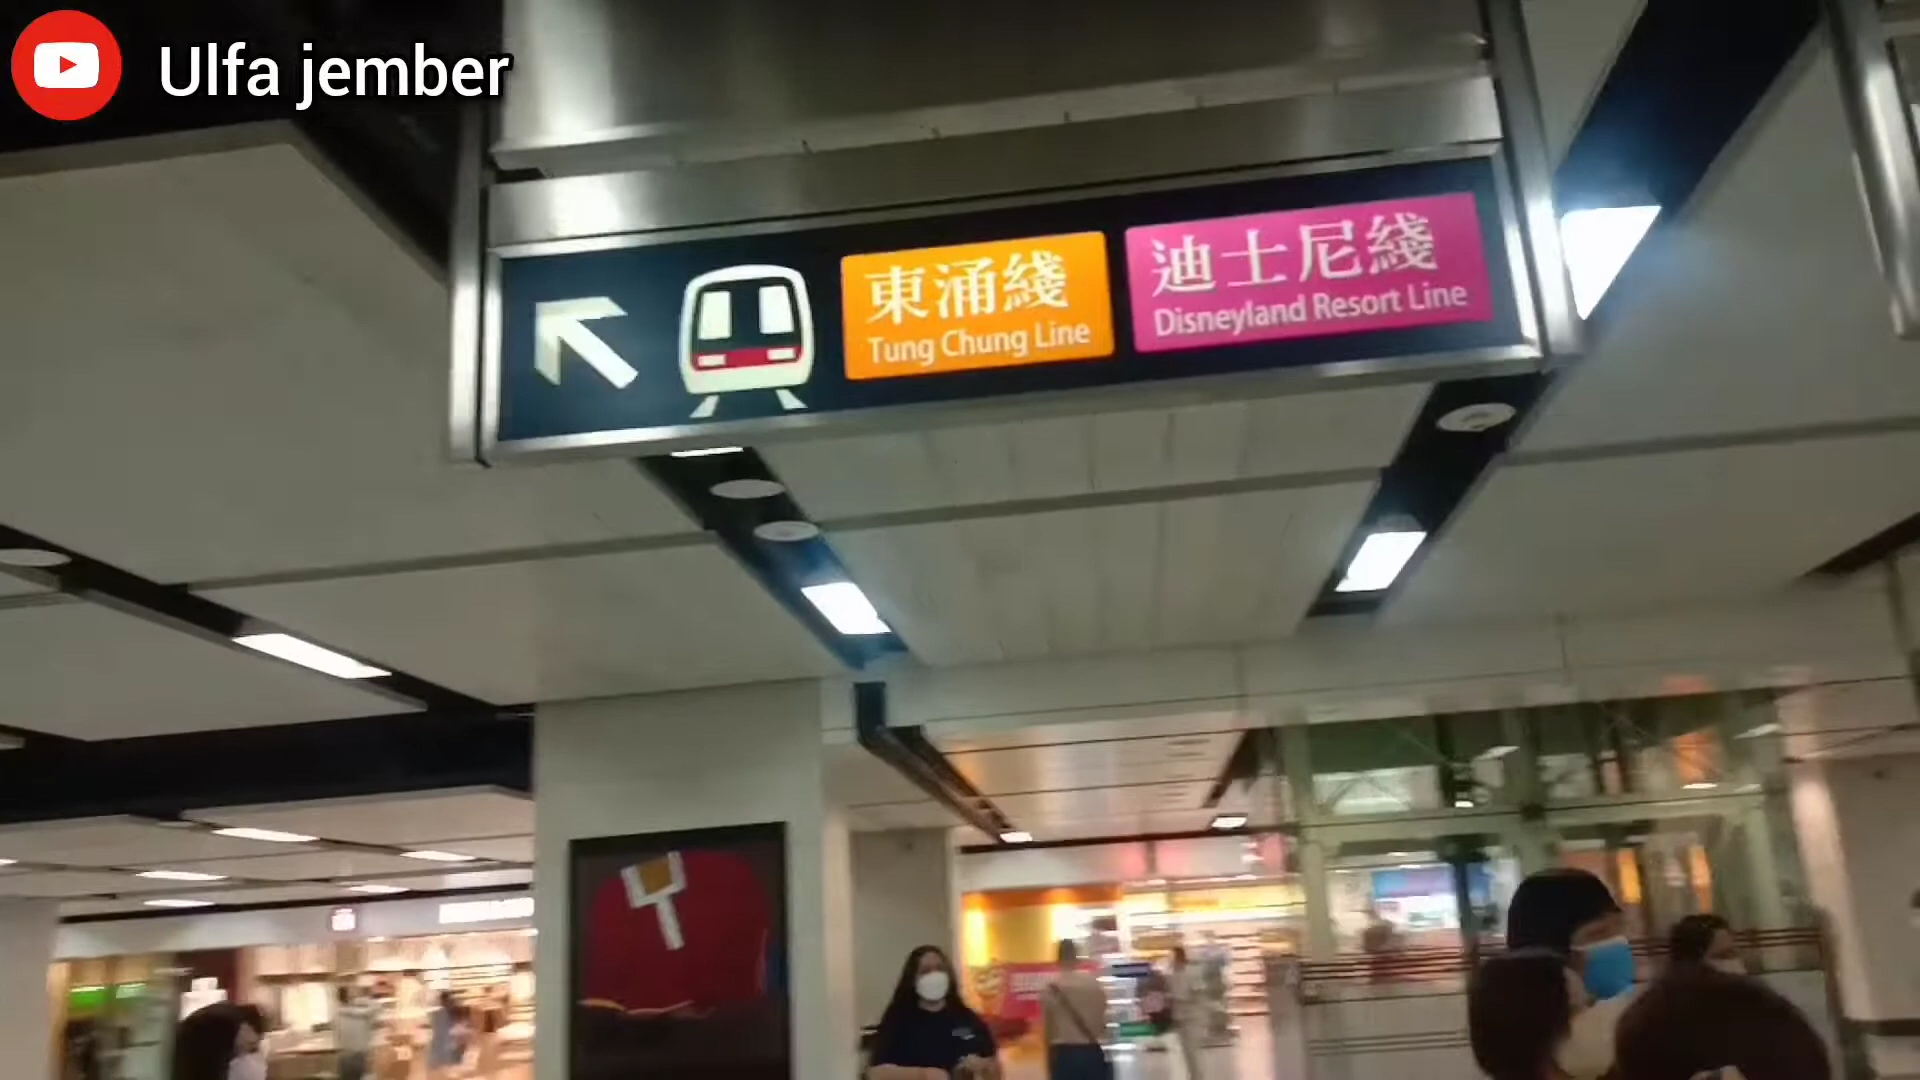 Ulfa jember
東涌綫
Tung Chung Line
迪士尼綫
Disneyland Resort Line